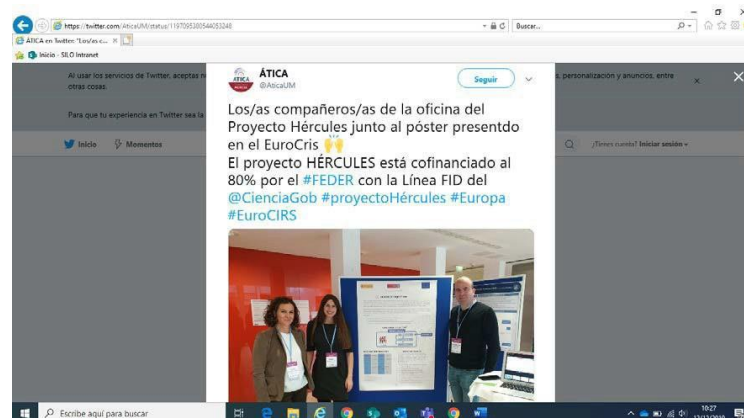 https://twitter.com/AticaUM/status/1197095300544053248
Buscar...
ÁTICA en Twitter: "Los/as c...
Inicio - SILO Intranet
Al usar los servicios de Twitter, aceptas
s, personalización y anuncios, entre
otras cosas.
Para que tu experiencia en Twitter sea la
Inicio
Momentos
¿Tienes cuenta? Iniciar sesión
ÁTICA
@AticaUM
Seguir
Los/as compañeros/as de la oficina del
Proyecto Hércules junto al póster presentdo
en el EuroCris 🙌
El proyecto HÉRCULES está cofinanciado al
80% por el #FEDER con la Línea FID del
@CienciaGob #proyectoHércules #Europa
#EuroCIRS
Escribe aquí para buscar
10:27
12/12/2019